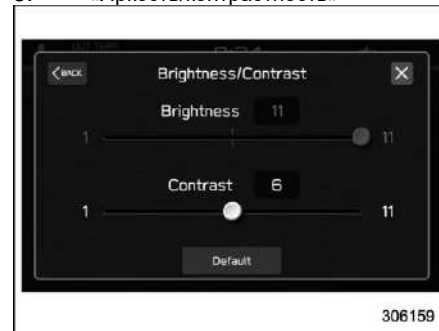 BACK
Brightness/Contrast
Brightness 11
1 11
Contrast 6
1 11
Default
306159